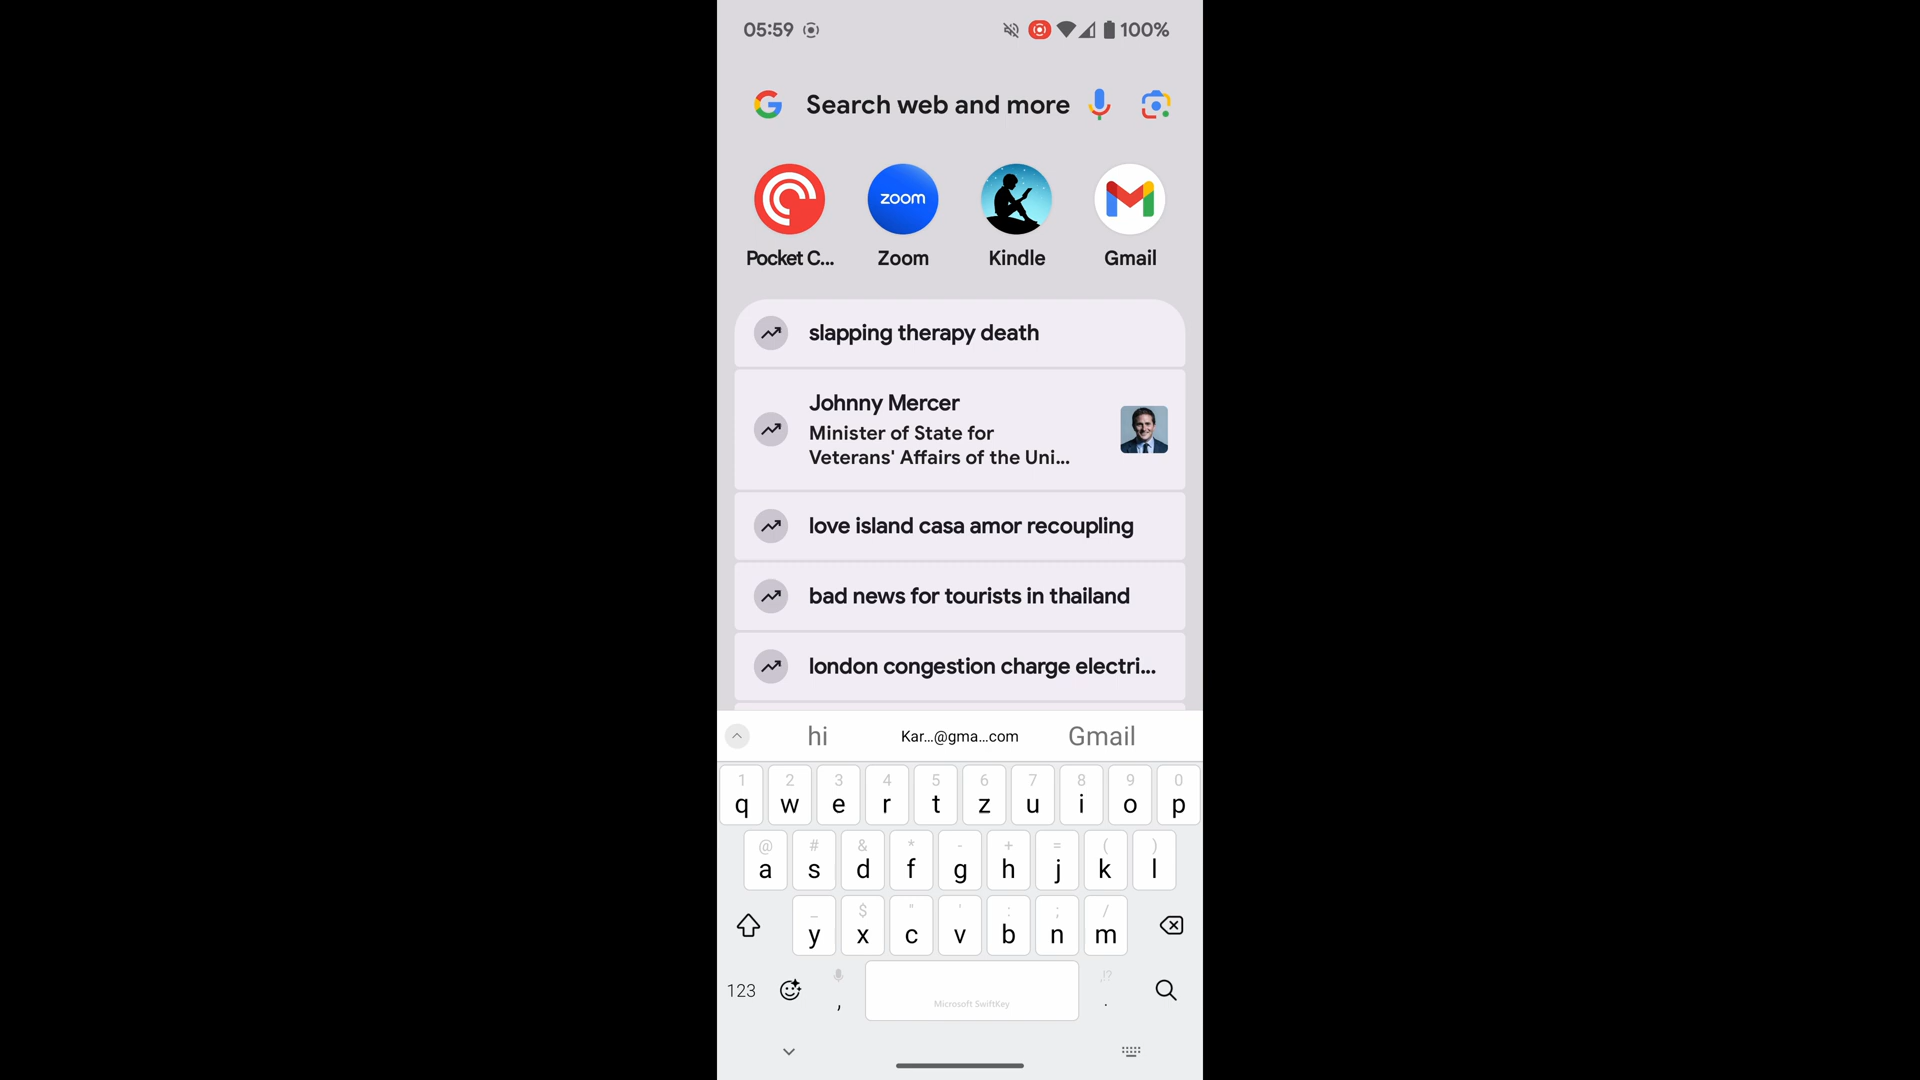 05:59 100%
Search web and more
zoom
Pocket C... Zoom Kindle Gmail
slapping therapy death
Johnny Mercer
Minister of State for
Veterans' Affairs of the Uni...
love island casa amor recoupling
bad news for tourists in thailand
london congestion charge electri...
hi Kar...@gma...com Gmail
1 2 3 4 5 6 7 8 9 0
q w e r t z u i o p
@ # & * - + = ( )
a s d f g h j k l
_ $ " ' : ; /
y x c v b n m
,!?
123 , .
Microsoft SwiftKey